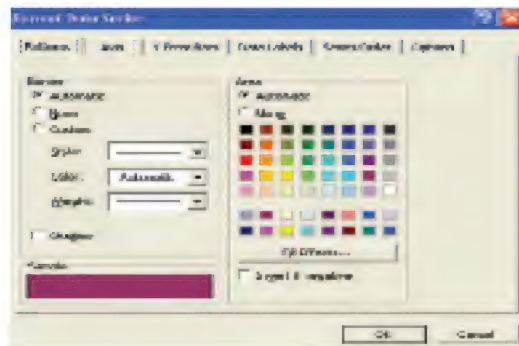 Format Data Series
Patterns Axis Y Error Bars Data Labels Series Order Options
Border
Automatic
None
Custom
Style:
Color: Automatic
Weight:
Shadow
Sample
Area
Automatic
None
Fill Effects...
Invert if negative
OK Cancel